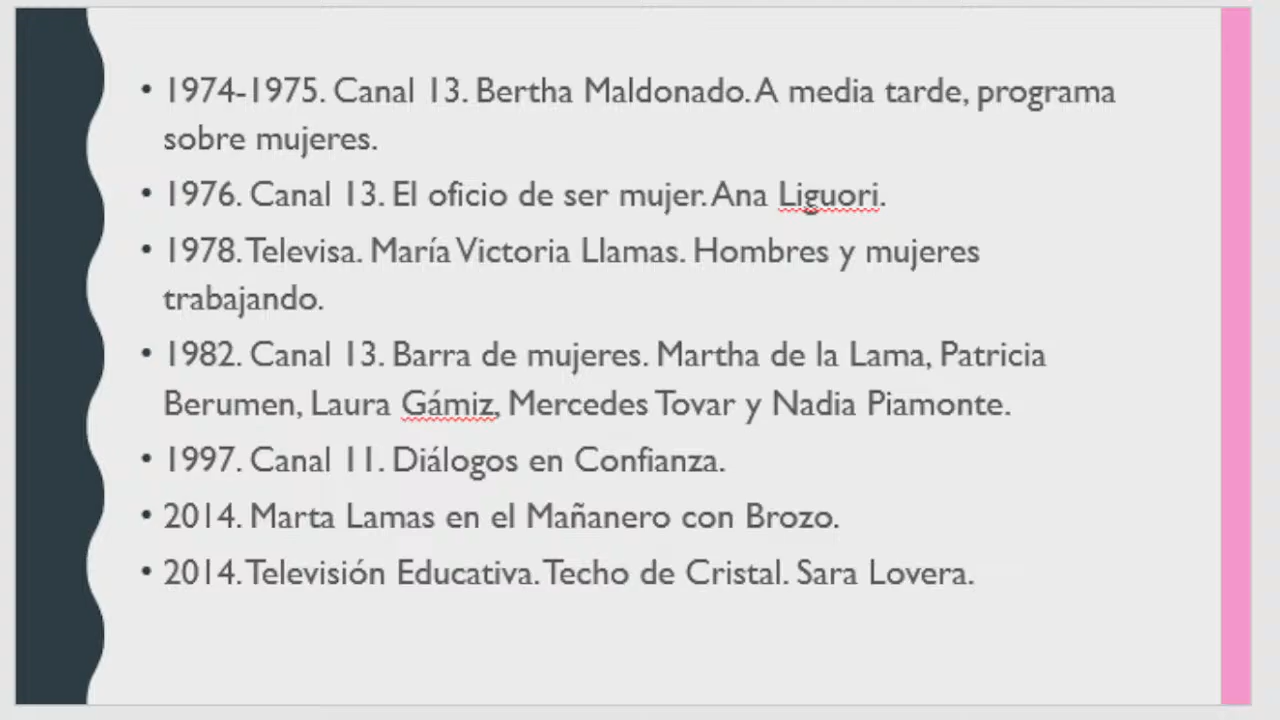 • 1974-1975. Canal 13. Bertha Maldonado. A media tarde, programa
sobre mujeres.
• 1976. Canal 13. El oficio de ser mujer. Ana Liguori.
• 1978. Televisa. María Victoria Llamas. Hombres y mujeres
trabajando.
• 1982. Canal 13. Barra de mujeres. Martha de la Lama, Patricia
Berumen, Laura Gámiz, Mercedes Tovar y Nadia Piamonte.
• 1997. Canal 11. Diálogos en Confianza.
• 2014. Marta Lamas en el Mañanero con Brozo.
• 2014. Televisión Educativa. Techo de Cristal. Sara Lovera.